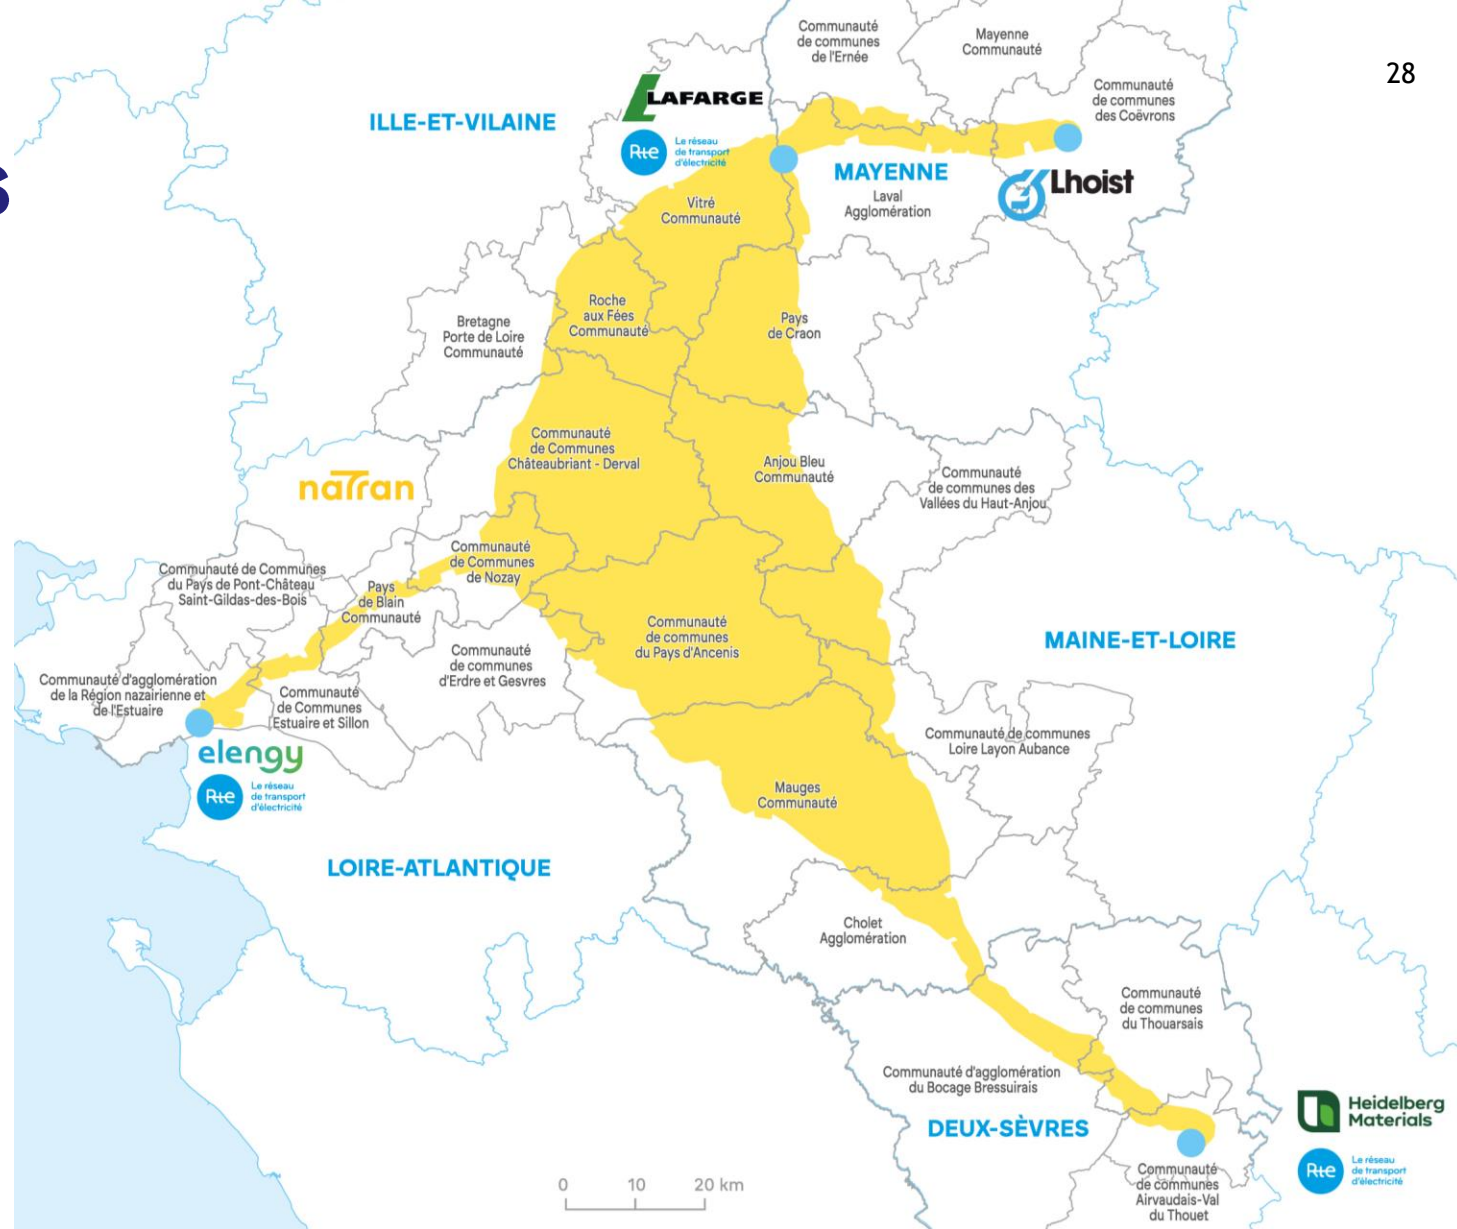 28
s
Communauté
de communes
de l'Ernée
Mayenne
Communauté
Communauté
de communes
des Coëvrons
LAFARGE
ILLE-ET-VILAINE
Rte
Le réseau
de transport
d'électricité
MAYENNE
Laval
Agglomération
Lhoist
Vitré
Communauté
Roche
aux Fées
Communauté
Bretagne
Porte de Loire
Communauté
Pays
de Craon
Communauté
de Communes
Châteaubriant - Derval
Anjou Bleu
Communauté
Communauté
de communes des
Vallées du Haut-Anjou
naTran
Communauté
de Communes
de Nozay
Communauté de Communes
du Pays de Pont-Château
Saint-Gildas-des-Bois
Pays
de Blain
Communauté
Communauté
de communes
du Pays d'Ancenis
MAINE-ET-LOIRE
Communauté
de communes
d'Erdre et Gesvres
Communauté d'agglomération
de la Région nazairienne et
de l'Estuaire
Communauté
de Communes
Estuaire et Sillon
Communauté de communes
Loire Layon Aubance
elengy
Rte
Le réseau
de transport
d'électricité
Mauges
Communauté
LOIRE-ATLANTIQUE
Cholet
Agglomération
Communauté
de communes
du Thouarsais
Communauté d'agglomération
du Bocage Bressuirais
DEUX-SÈVRES
Heidelberg
Materials
Rte
Le réseau
de transport
d'électricité
Communauté
de communes
Airvaudais-Val
du Thouet
0 10 20 km